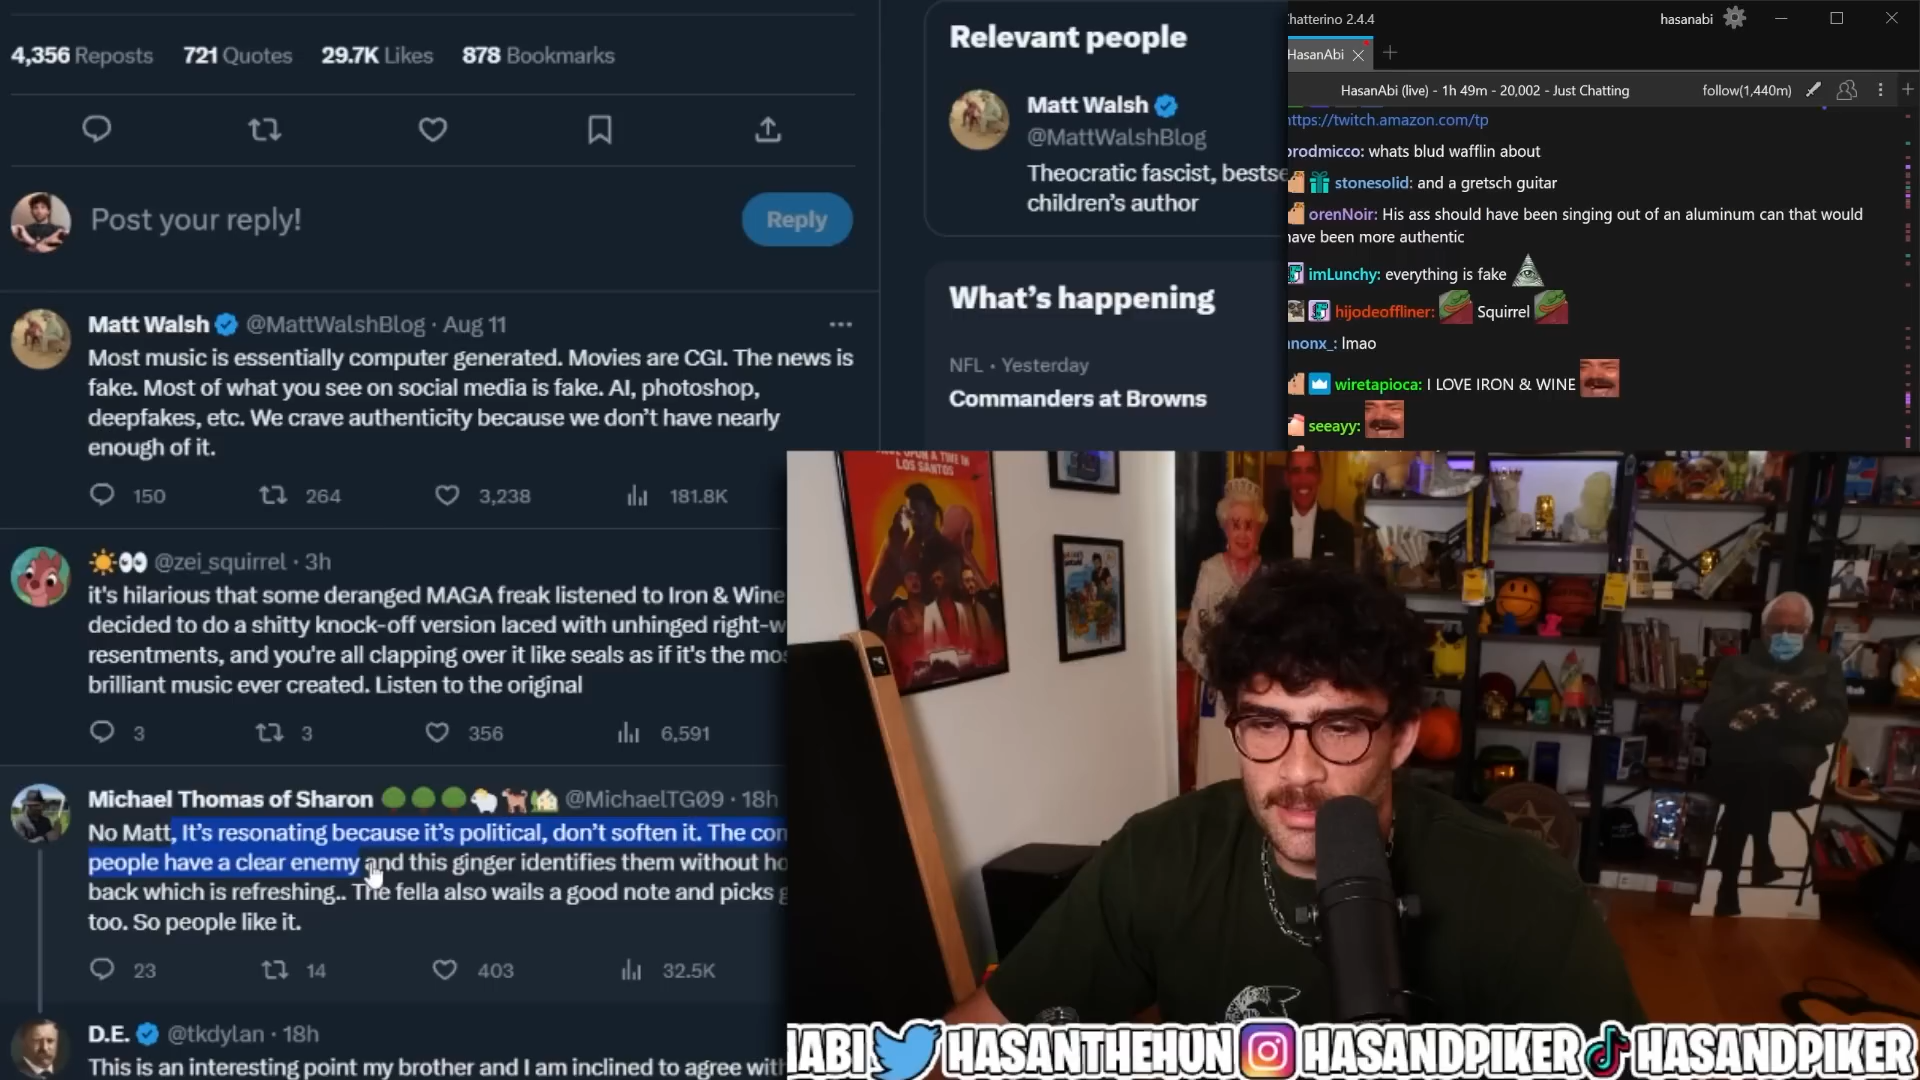 4,356 Reposts 721 Quotes 29.7K Likes 878 Bookmarks
Post your reply!
Reply
Matt Walsh @MattWalshBlog · Aug 11
Most music is essentially computer generated. Movies are CGI. The news is
fake. Most of what you see on social media is fake. AI, photoshop,
deepfakes, etc. We crave authenticity because we don't have nearly
enough of it.
150 264 3,238 181.8K
@zei_squirrel · 3h
it's hilarious that some deranged MAGA freak listened to Iron & Wine
decided to do a shitty knock-off version laced with unhinged right-w
resentments, and you're all clapping over it like seals as if it's the mos
brilliant music ever created. Listen to the original
3 3 356 6,591
Michael Thomas of Sharon @MichaelTG09 · 18h
No Matt, It's resonating because it's political, don't soften it. The con
people have a clear enemy and this ginger identifies them without ho
back which is refreshing.. The fella also wails a good note and picks g
too. So people like it.
23 14 403 32.5K
D.E. @tkdylan · 18h
This is an interesting point my brother and I am inclined to agree wit
Relevant people
Matt Walsh
@MattWalshBlog
Theocratic fascist, bestse
children's author
What's happening
NFL · Yesterday
Commanders at Browns
hatterino 2.4.4
hasanabi
HasanAbi
HasanAbi (live) - 1h 49m - 20,002 - Just Chatting
follow(1,440m)
https://twitch.amazon.com/tp
prodmicco: whats blud wafflin about
stonesolid: and a gretsch guitar
orenNoir: His ass should have been singing out of an aluminum can that would
have been more authentic
imLunchy: everything is fake
hijodeoffliner: Squirrel
anonx_: lmao
wiretapioca: I LOVE IRON & WINE
seeayy:
LOS SANTOS
NABI HASANTHEHUN HASANDPIKER HASANDPIKER